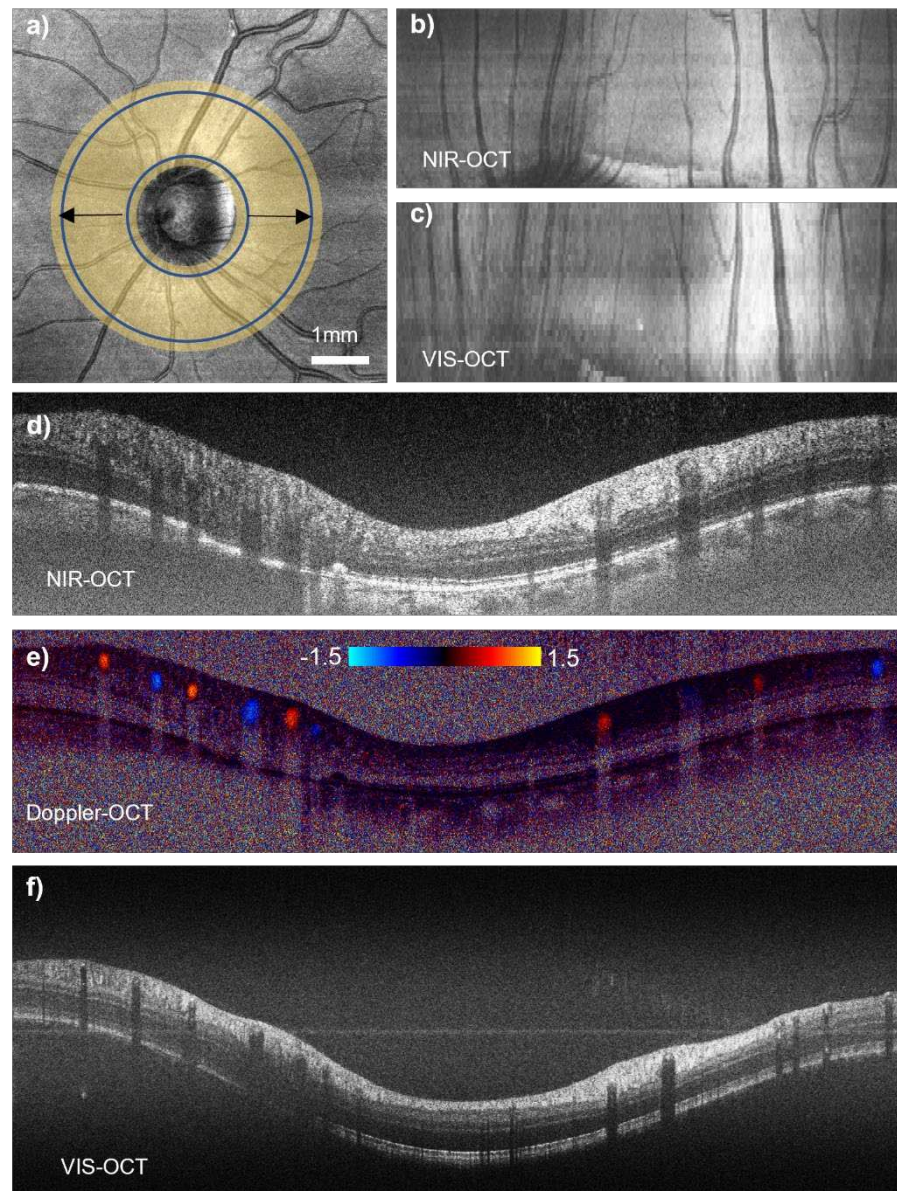 a)
1mm
b)
NIR-OCT
c)
VIS-OCT
d)
NIR-OCT
e)
-1.5 1.5
Doppler-OCT
f)
VIS-OCT